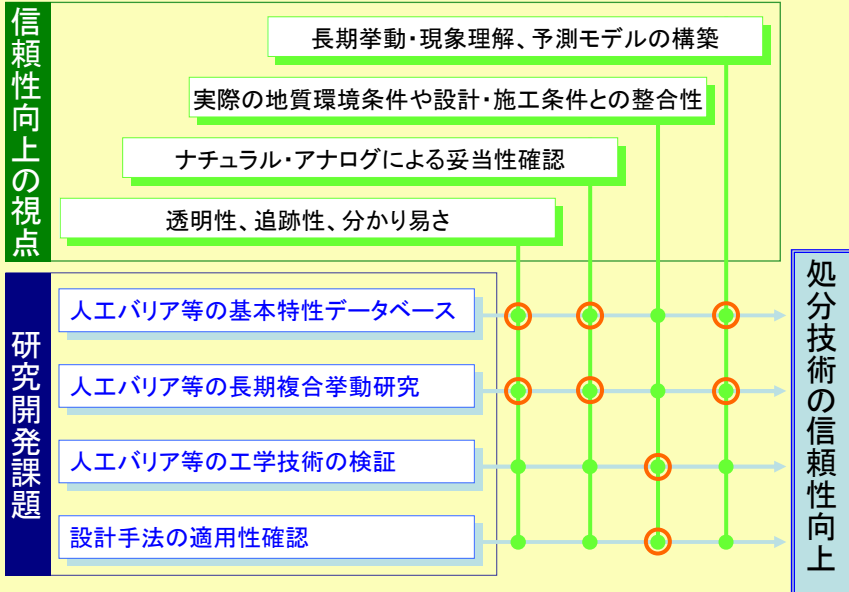 信頼性向上の視点
長期挙動・現象理解、予測モデルの構築
実際の地質環境条件や設計・施工条件との整合性
ナチュラル・アナログによる妥当性確認
透明性、追跡性、分かり易さ
研究開発課題
人工バリア等の基本特性データベース
人工バリア等の長期複合挙動研究
人工バリア等の工学技術の検証
設計手法の適用性確認
処分技術の信頼性向上